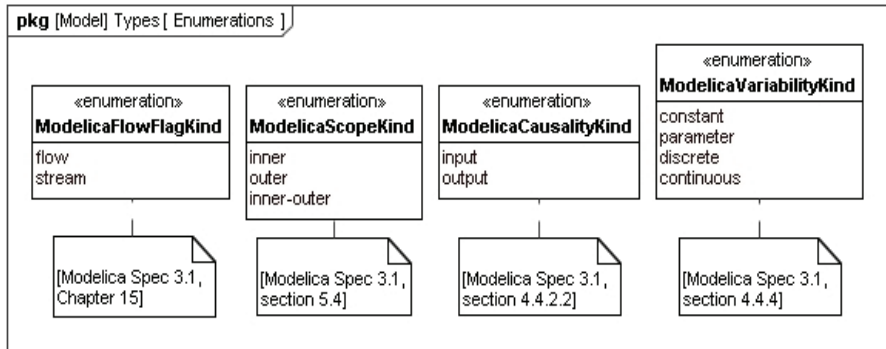 pkg [Model] Types [ Enumerations ]
«enumeration»
ModelicaFlowFlagKind
flow
stream
«enumeration»
ModelicaScopeKind
inner
outer
inner-outer
«enumeration»
ModelicaCausalityKind
input
output
«enumeration»
ModelicaVariabilityKind
constant
parameter
discrete
continuous
[Modelica Spec 3.1,
Chapter 15]
[Modelica Spec 3.1,
section 5.4]
[Modelica Spec 3.1,
section 4.4.2.2]
[Modelica Spec 3.1,
section 4.4.4]